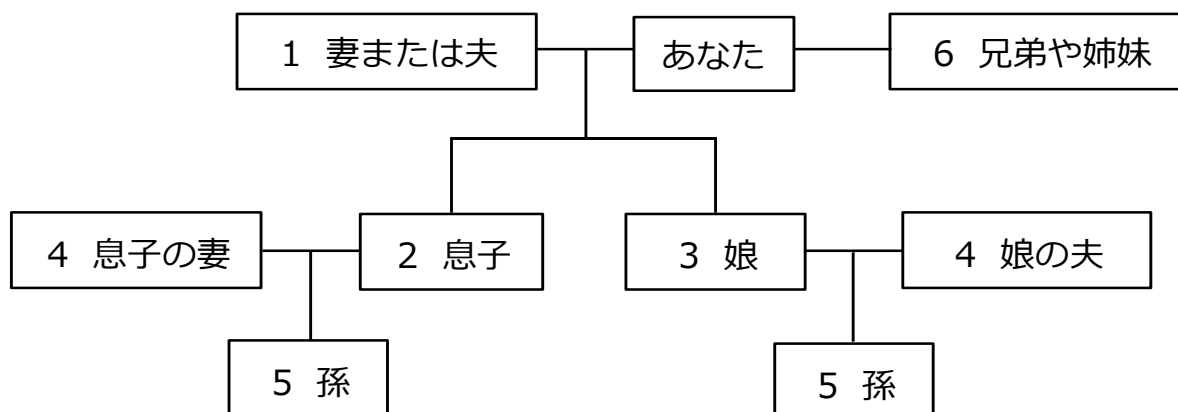 1 妻または夫
あなた
6 兄弟や姉妹
4 息子の妻
2 息子
3 娘
4 娘の夫
5 孫
5 孫